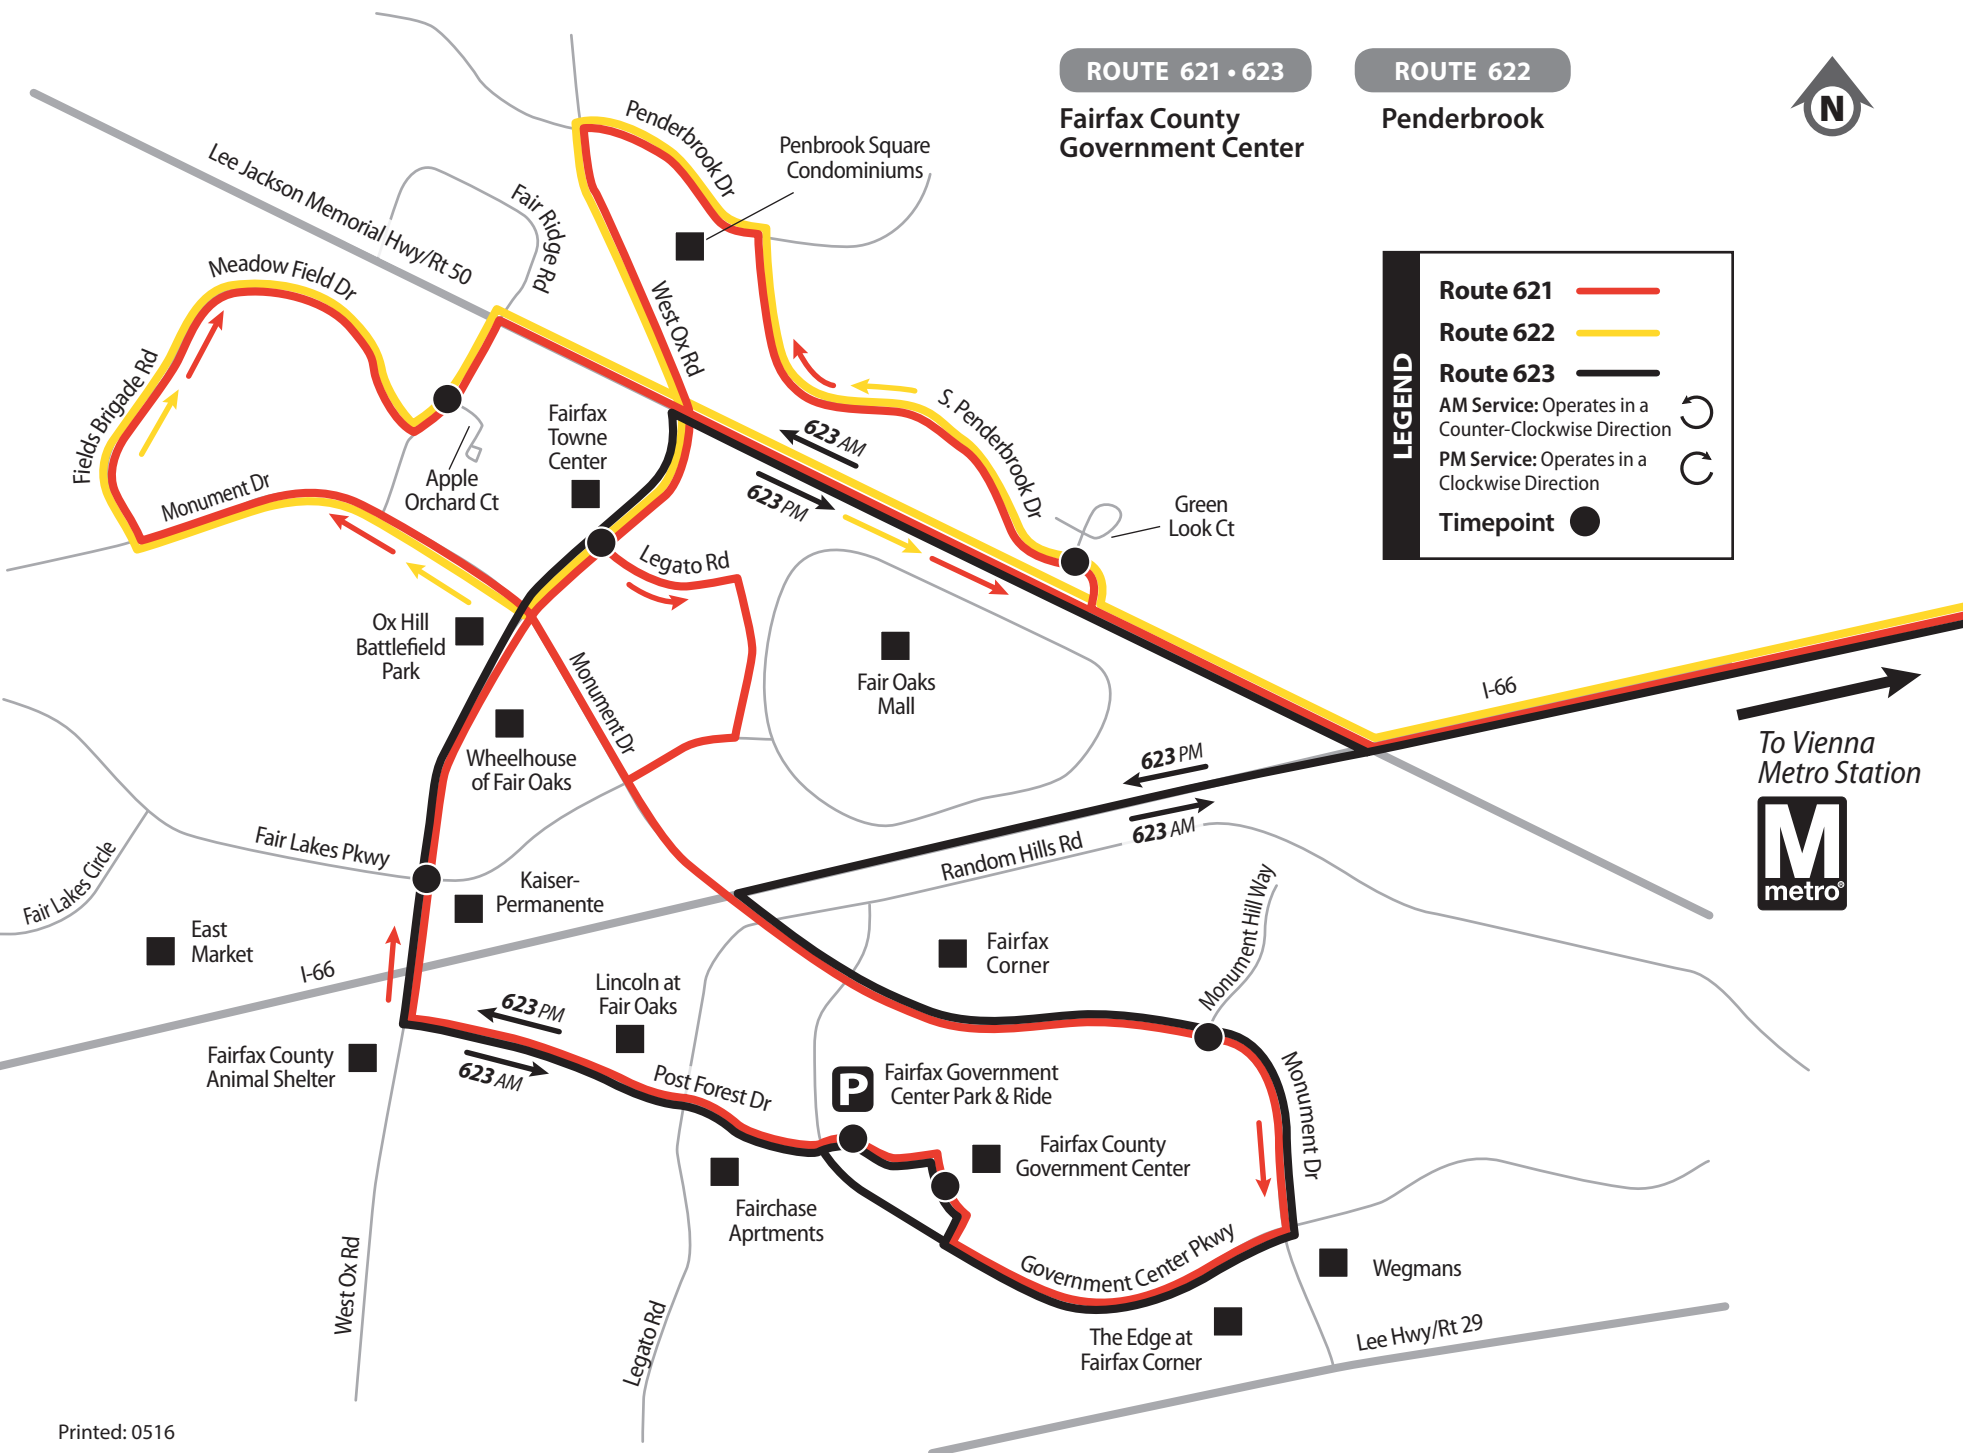 ROUTE 621 • 623
Fairfax County
Government Center
ROUTE 622
Penderbrook
N
Penderbrook Dr
Penbrook Square
Condominiums
Lee Jackson Memorial Hwy/Rt 50
Fair Ridge Rd
Meadow Field Dr
West Ox Rd
LEGEND
Route 621
Route 622
Route 623
AM Service: Operates in a
Counter-Clockwise Direction
PM Service: Operates in a
Clockwise Direction
Timepoint
Fields Brigade Rd
S. Penderbrook Dr
Fairfax
Towne
Center
623 AM
623 PM
Apple
Orchard Ct
Monument Dr
Green
Look Ct
Legato Rd
Ox Hill
Battlefield
Park
Monument Dr
Fair Oaks
Mall
I-66
Wheelhouse
of Fair Oaks
To Vienna
Metro Station
M
metro
623 PM
623 AM
Fair Lakes Pkwy
Random Hills Rd
Fair Lakes Circle
Kaiser-
Permanente
East
Market
I-66
Monument Hill Way
Fairfax
Corner
Lincoln at
Fair Oaks
623 PM
623 AM
Fairfax County
Animal Shelter
Post Forest Dr
P
Fairfax Government
Center Park & Ride
Monument Dr
Fairfax County
Government Center
Fairchase
Aprtments
Government Center Pkwy
Wegmans
West Ox Rd
Legato Rd
The Edge at
Fairfax Corner
Lee Hwy/Rt 29
Printed: 0516